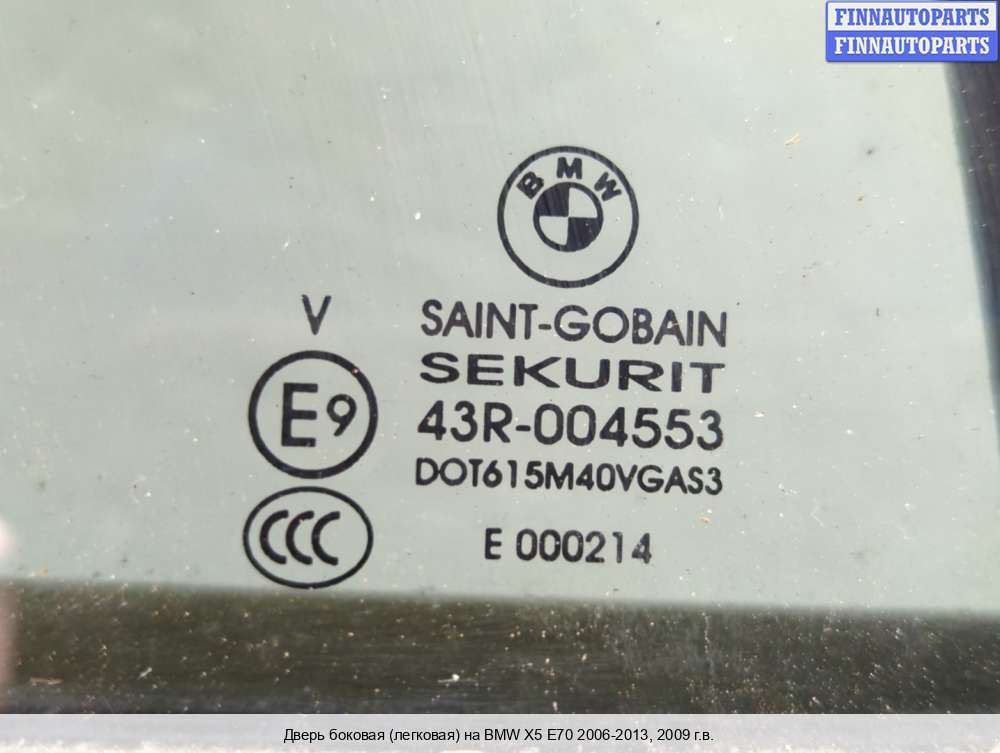 FINNAUTOPARTS
FINNAUTOPARTS
BMW
V
SAINT-GOBAIN
SEKURIT
E9
43R-004553
DOT615M40VGAS3
CCC
E 000214
Дверь боковая (легковая) на BMW X5 E70 2006-2013, 2009 г.в.